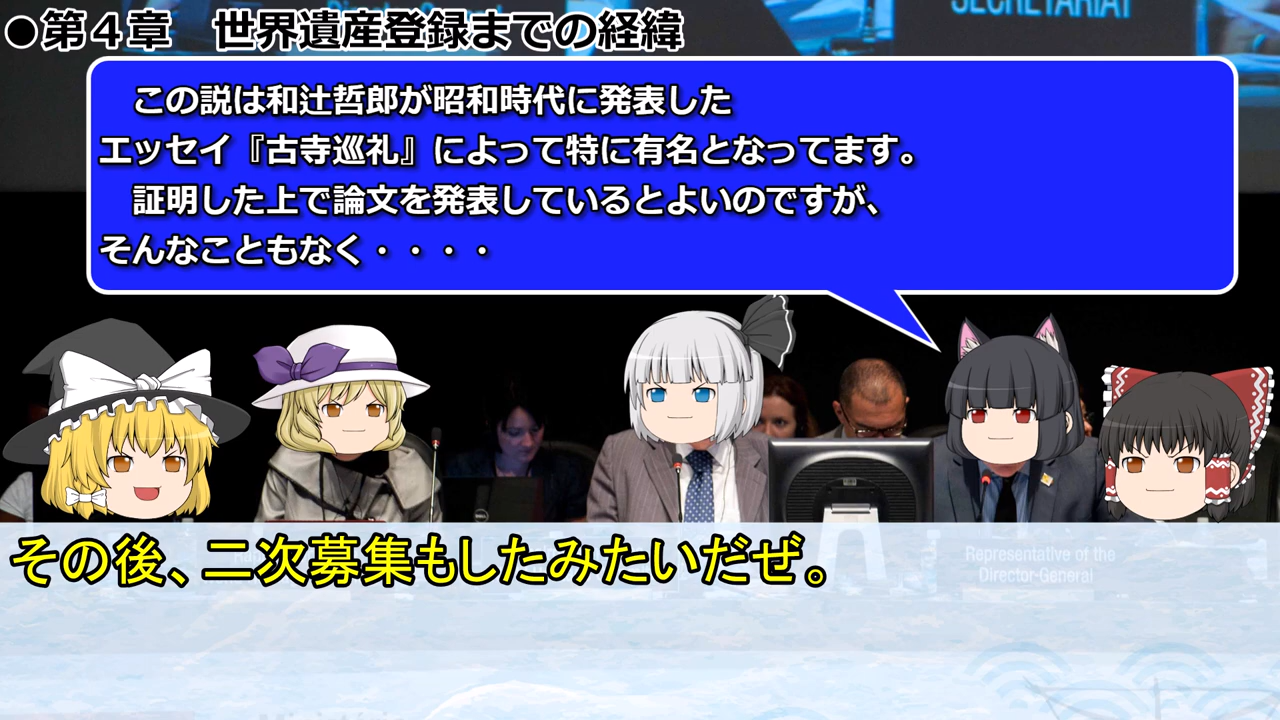 ●第４章　世界遺産登録までの経緯
SECRETARIAT
　この説は和辻哲郎が昭和時代に発表した
エッセイ『古寺巡礼』によって特に有名となってます。
　証明した上で論文を発表しているとよいのですが、
そんなこともなく・・・・
その後、二次募集もしたみたいだぜ。
Representative of the
Director-General